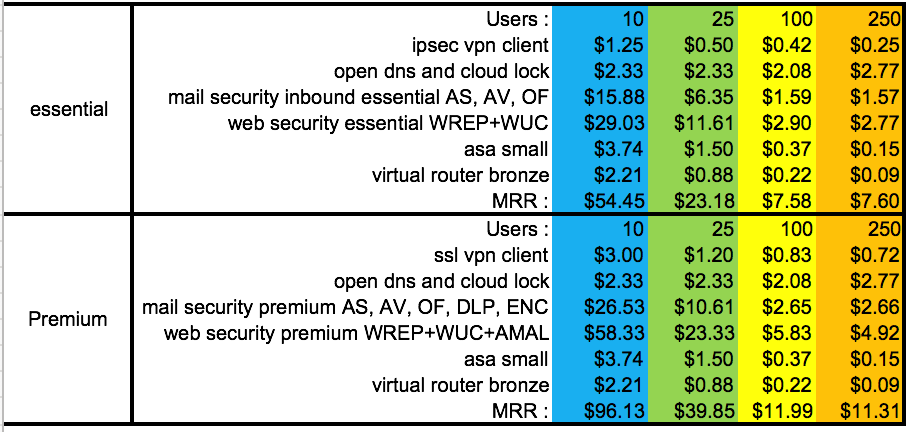 essential
Users : 10 25 100 250
ipsec vpn client $1.25 $0.50 $0.42 $0.25
open dns and cloud lock $2.33 $2.33 $2.08 $2.77
mail security inbound essential AS, AV, OF $15.88 $6.35 $1.59 $1.57
web security essential WREP+WUC $29.03 $11.61 $2.90 $2.77
asa small $3.74 $1.50 $0.37 $0.15
virtual router bronze $2.21 $0.88 $0.22 $0.09
MRR : $54.45 $23.18 $7.58 $7.60
Premium
Users : 10 25 100 250
ssl vpn client $3.00 $1.20 $0.83 $0.72
open dns and cloud lock $2.33 $2.33 $2.08 $2.77
mail security premium AS, AV, OF, DLP, ENC $26.53 $10.61 $2.65 $2.66
web security premium WREP+WUC+AMAL $58.33 $23.33 $5.83 $4.92
asa small $3.74 $1.50 $0.37 $0.15
virtual router bronze $2.21 $0.88 $0.22 $0.09
MRR : $96.13 $39.85 $11.99 $11.31